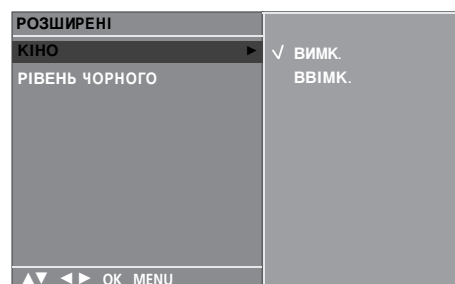 РОЗШИРЕНІ
КІНО ►
РІВЕНЬ ЧОРНОГО
√ ВИМК.
ВВІМК.
▲▼ ◄► OK MENU